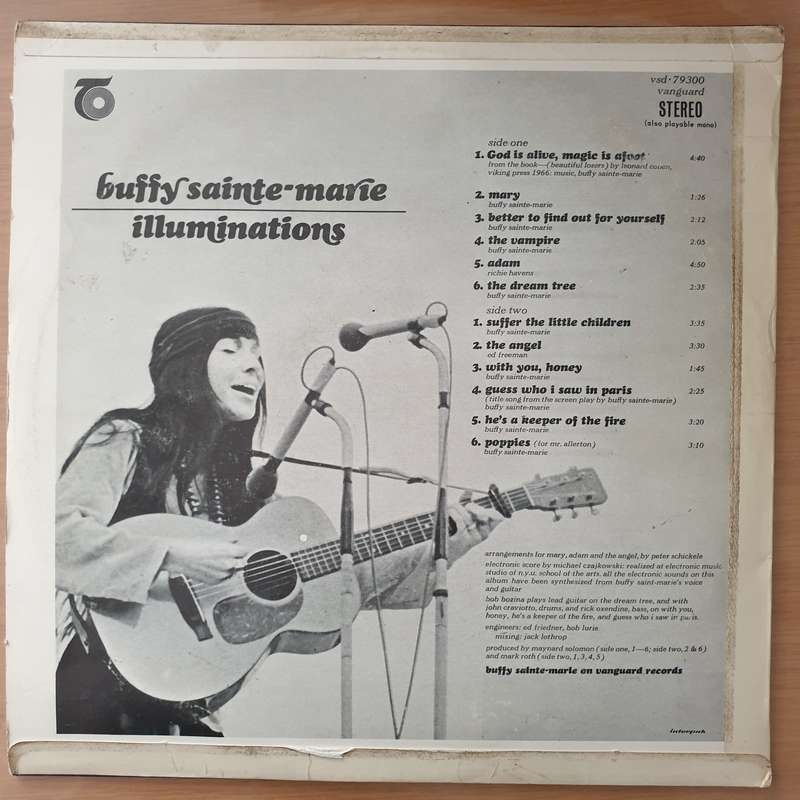 vsd·79300
vanguard
STEREO
(also playable mono)
buffy sainte-marie
illuminations
side one
1. God is alive, magic is afoot 4:40
from the book—(beautiful losers) by leonard cohen,
viking press 1966: music, buffy sainte-marie
2. mary 1:26
buffy sainte-marie
3. better to find out for yourself 2:12
buffy sainte-marie
4. the vampire 2:05
buffy sainte-marie
5. adam 4:50
richie havens
6. the dream tree 2:35
buffy sainte-marie
side two
1. suffer the little children 3:35
buffy sainte-marie
2. the angel 3:30
ed freeman
3. with you, honey 1:45
buffy sainte-marie
4. guess who i saw in paris 2:25
(title song from the screen play by buffy sainte-marie)
buffy sainte-marie
5. he's a keeper of the fire 3:20
buffy sainte-marie
6. poppies (for mr. allerton) 3:10
buffy sainte-marie
arrangements for mary, adam and the angel, by peter schickele
electronic score by michael czajkowski: realized at electronic music
studio of n.y.u. school of the arts. all the electronic sounds on this
album have been synthesized from buffy saint-marie's voice
and guitar
bob bozina plays lead guitar on the dream tree, and with
john craviotto, drums, and rick oxendine, bass, on with you,
honey, he's a keeper of the fire, and guess who i saw in paris.
engineers: ed friedner, bob lurie
mixing: jack lothrop
produced by maynard solomon (side one, 1—6; side two, 2 & 6)
and mark roth (side two, 1, 3, 4, 5)
buffy sainte-marie on vanguard records
interpak